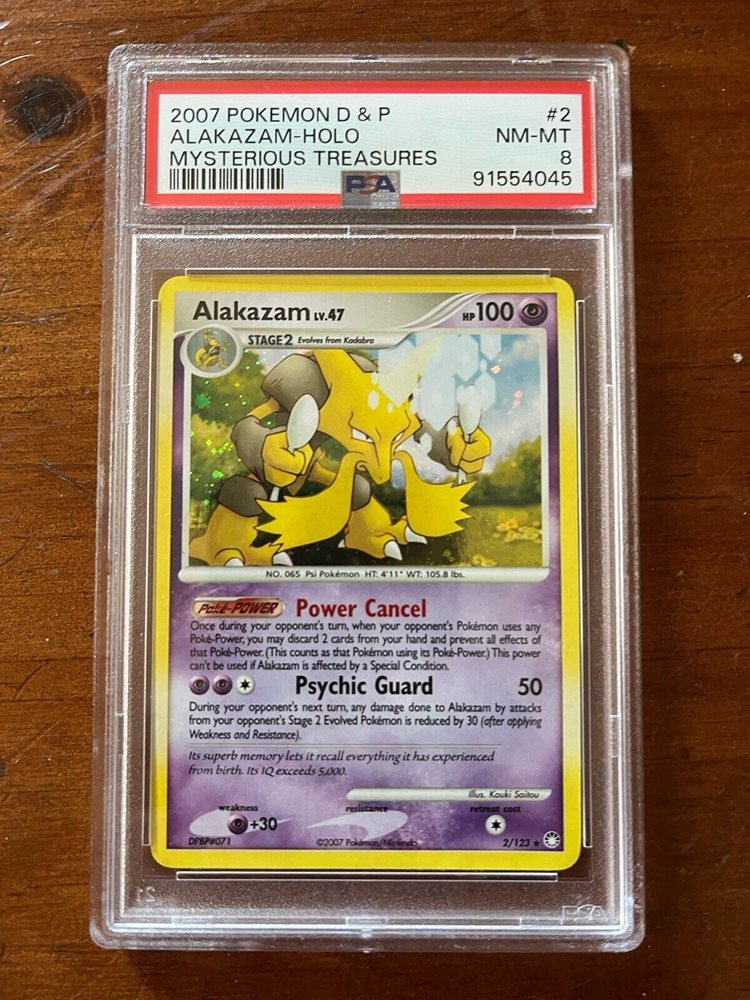 2007 POKEMON D & P #2
ALAKAZAM-HOLO NM-MT
MYSTERIOUS TREASURES 8
PSA 91554045
Alakazam LV.47 HP 100
STAGE2 Evolves from Kadabra
NO. 065 Psi Pokémon HT: 4'11" WT: 105.8 lbs.
Poké-POWER Power Cancel
Once during your opponent's turn, when your opponent's Pokémon uses any
Poké-Power, you may discard 2 cards from your hand and prevent all effects of
that Poké-Power. (This counts as that Pokémon using its Poké-Power.) This power
can't be used if Alakazam is affected by a Special Condition.
Psychic Guard 50
During your opponent's next turn, any damage done to Alakazam by attacks
from your opponent's Stage 2 Evolved Pokémon is reduced by 30 (after applying
Weakness and Resistance).
Its superb memory lets it recall everything it has experienced
from birth. Its IQ exceeds 5,000.
Illus. Kouki Saitou
weakness resistance retreat cost
+30
DPBP#071 ©2007 Pokémon/Nintendo 2/123 ★